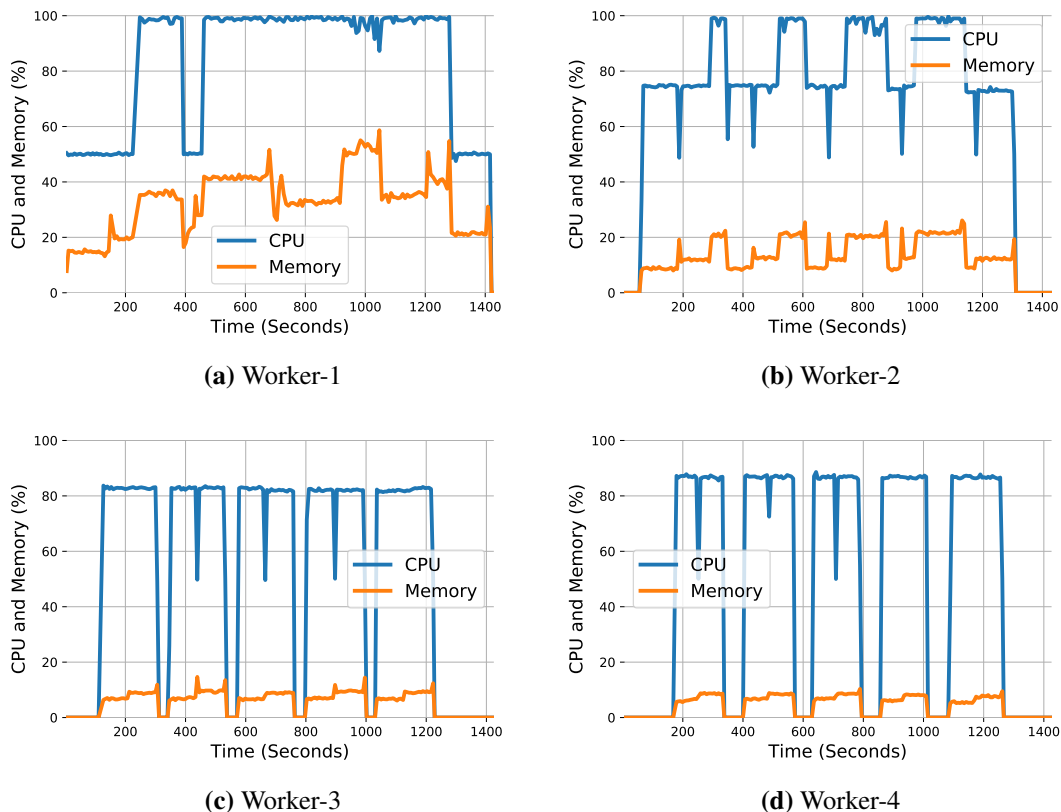 CPU and Memory (%)
100
80
60
40
20
0
CPU
Memory
200 400 600 800 1000 1200 1400
Time (Seconds)
(a) Worker-1
CPU and Memory (%)
100
80
60
40
20
0
CPU
Memory
200 400 600 800 1000 1200 1400
Time (Seconds)
(b) Worker-2
CPU and Memory (%)
100
80
60
40
20
0
CPU
Memory
200 400 600 800 1000 1200 1400
Time (Seconds)
(c) Worker-3
CPU and Memory (%)
100
80
60
40
20
0
CPU
Memory
200 400 600 800 1000 1200 1400
Time (Seconds)
(d) Worker-4